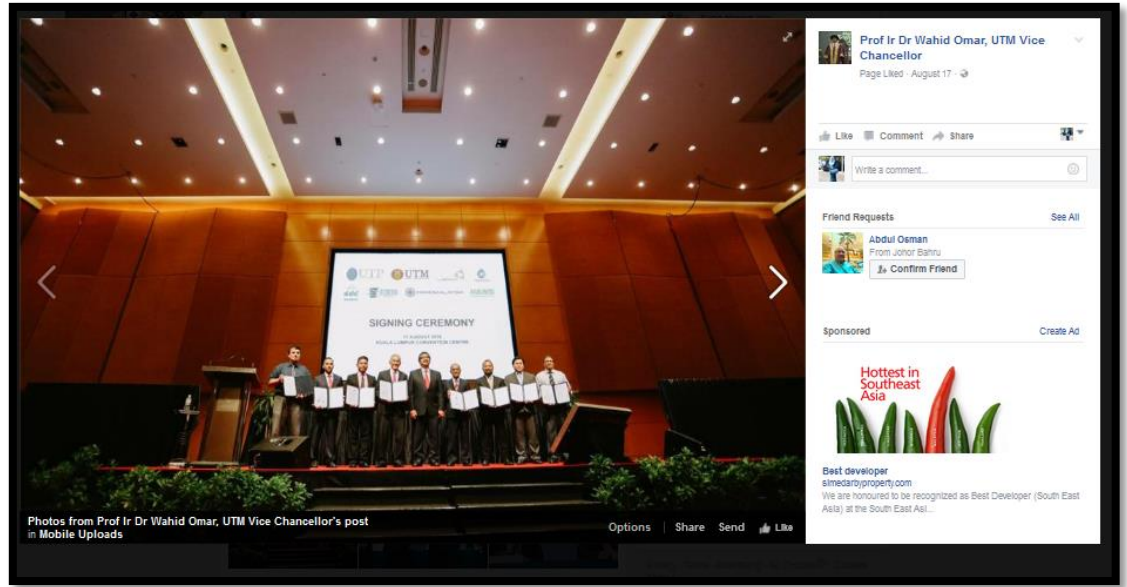 UTP UTM
SIGNING CEREMONY
KUALA LUMPUR CONVENTION CENTRE
Photos from Prof Ir Dr Wahid Omar, UTM Vice Chancellor's post
in Mobile Uploads
Options Share Send Like
Prof Ir Dr Wahid Omar, UTM Vice
Chancellor
Page Liked · August 17 ·
Like Comment Share
Write a comment...
Friend Requests See All
Abdul Osman
From Johor Bahru
Confirm Friend
Sponsored Create Ad
Hottest in
Southeast
Asia
Best developer
simedarbyproperty.com
We are honoured to be recognized as Best Developer (South East
Asia) at the South East Asi...